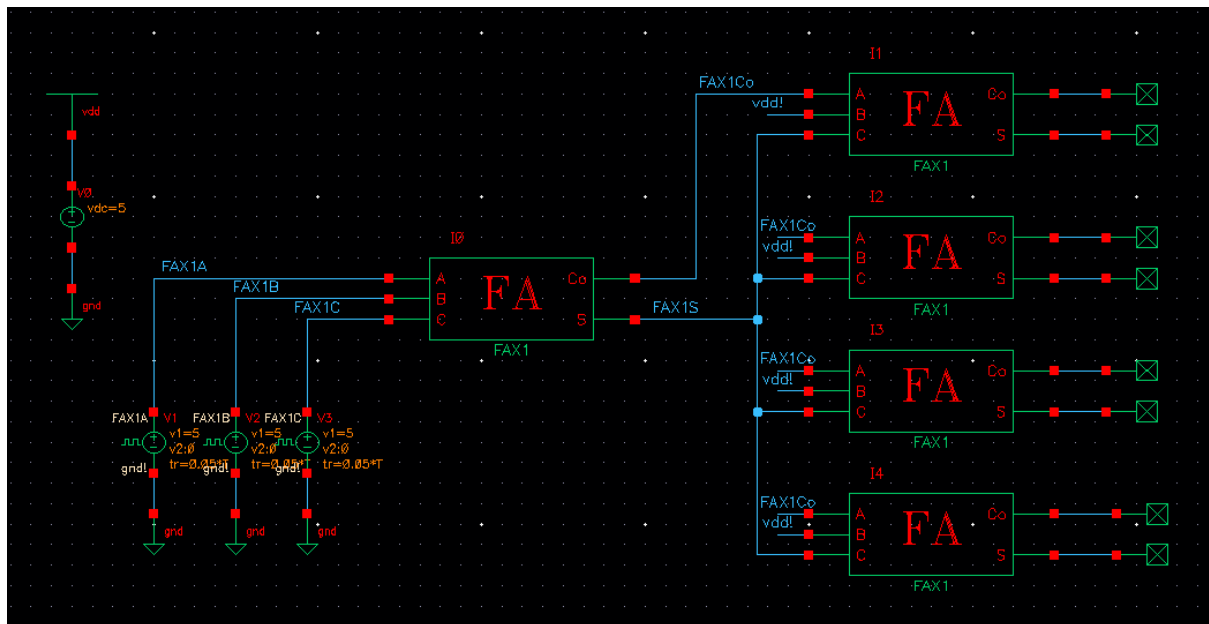 I1
FAX1Co
vdd!
A
B
C
FA
Co
S
FAX1
vdd
V0
vdc=5
gnd
I2
FAX1Co
vdd!
A
B
C
FA
Co
S
FAX1
I0
FAX1A
FAX1B
FAX1C
A
B
C
FA
Co
S
FAX1
FAX1S
I3
FAX1Co
vdd!
A
B
C
FA
Co
S
FAX1
FAX1A V1
v1=5
v2:0
tr=0.05*T
gnd!
gnd
FAX1B V2
v1=5
v2:0
tr=0.05*T
gnd!
gnd
FAX1C V3
v1=5
v2:0
tr=0.05*T
gnd!
gnd
I4
FAX1Co
vdd!
A
B
C
FA
Co
S
FAX1